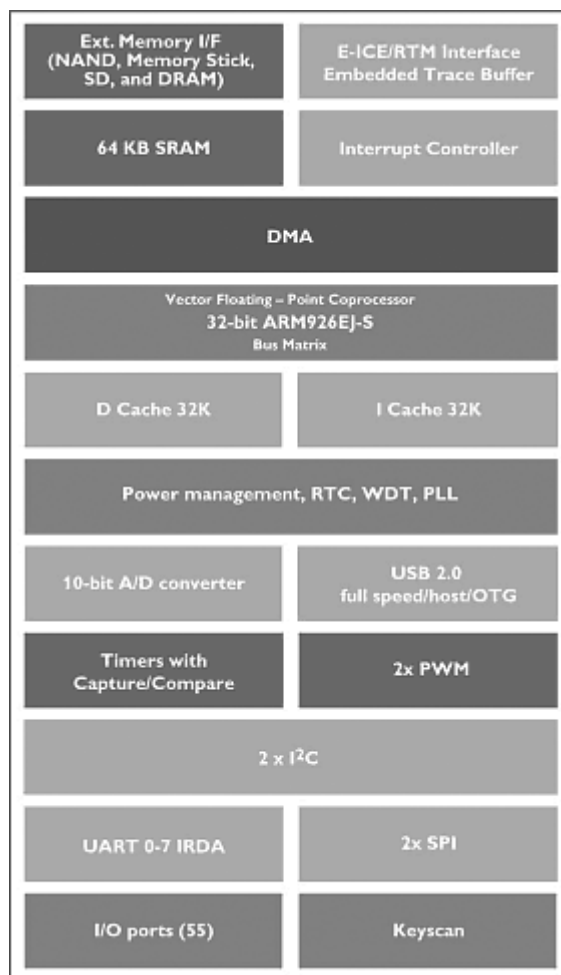 Ext. Memory I/F
(NAND, Memory Stick,
SD, and DRAM)
E-ICE/RTM Interface
Embedded Trace Buffer
64 KB SRAM
Interrupt Controller
DMA
Vector Floating – Point Coprocessor
32-bit ARM926EJ-S
Bus Matrix
D Cache 32K
I Cache 32K
Power management, RTC, WDT, PLL
10-bit A/D converter
USB 2.0
full speed/host/OTG
Timers with
Capture/Compare
2x PWM
2 x I²C
UART 0-7 IRDA
2x SPI
I/O ports (55)
Keyscan